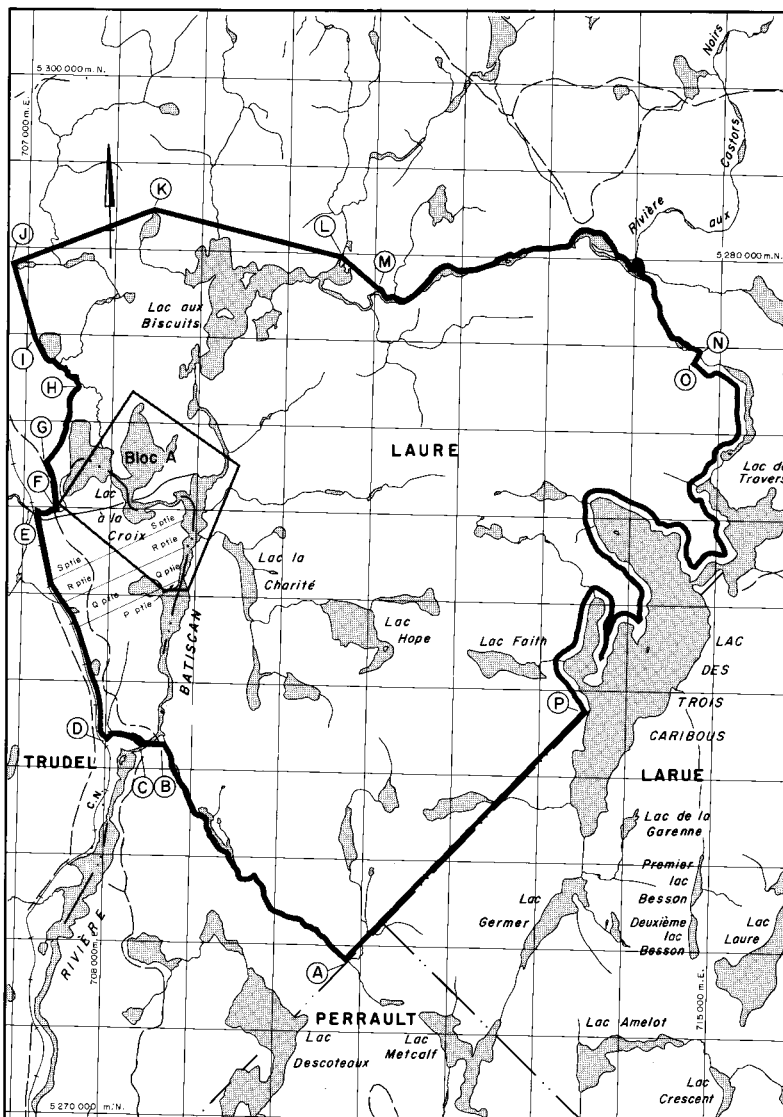 5 300 000 m. N.
Noirs
707 000 m. E.
Castors
K
aux
Rivière
J
L
M
5 280 000 m. N.
Lac aux
Biscuits
I
N
O
H
G
LAURE
Bloc A
F
Lac
à la
Croix
Lac de
Travers
E
S ptie
R ptie
S ptie
R ptie
Q ptie
Q ptie
P ptie
Lac la
Charité
BATISCAN
Lac
Hope
Lac Faith
LAC
DES
TROIS
CARIBOUS
P
D
TRUDEL
C B
LARUE
C.N.
Lac de la
Garenne
Premier
lac
Besson
Lac
Germer
Deuxième
lac
Besson
Lac
Laure
RIVIÈRE
708 000 m. E.
A
715 000 m. E.
PERRAULT
Lac
Descoteaux
Lac
Metcalf
Lac Amelot
Lac
Crescent
5 270 000 m. N.